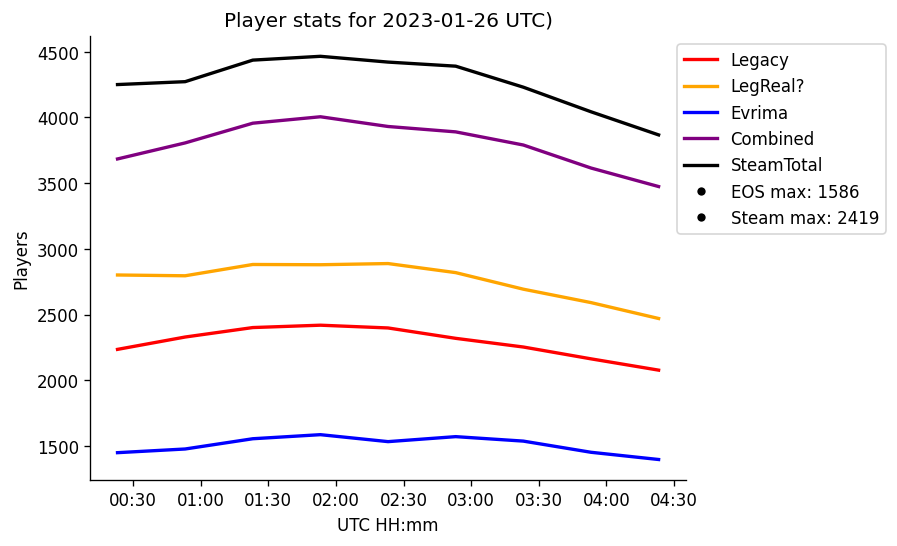 Player stats for 2023-01-26 UTC)
4500
4000
3500
3000
2500
2000
1500
Players
00:30 01:00 01:30 02:00 02:30 03:00 03:30 04:00 04:30
UTC HH:mm
Legacy
LegReal?
Evrima
Combined
SteamTotal
EOS max: 1586
Steam max: 2419